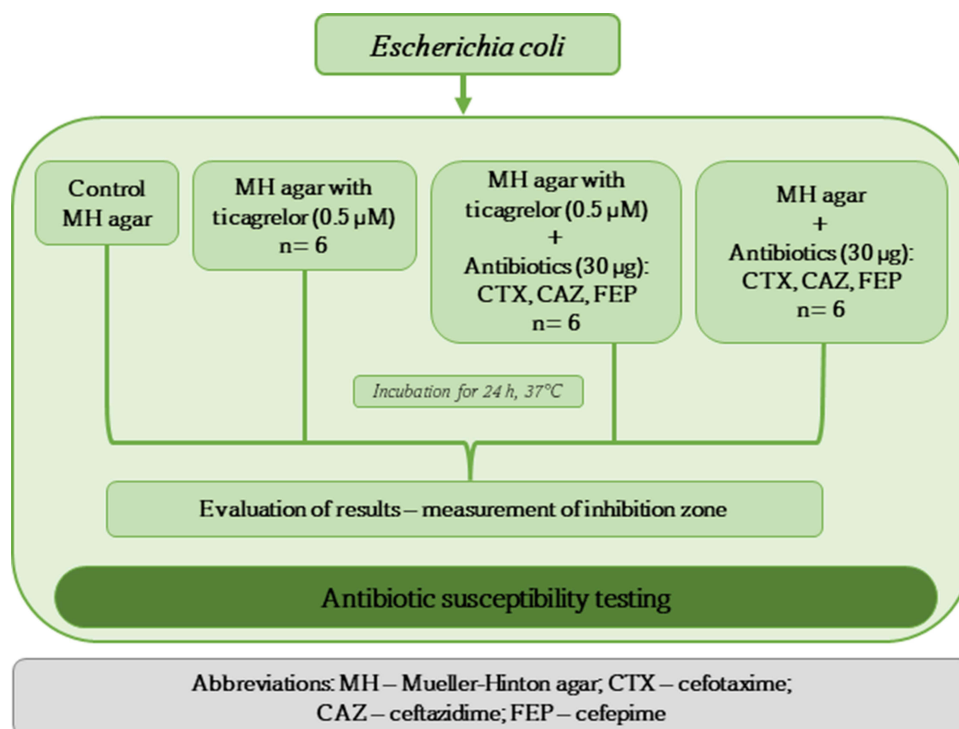 Escherichia coli
Control
MH agar
MH agar with
ticagrelor (0.5 µM)
n= 6
MH agar with
ticagrelor (0.5 µM)
+
Antibiotics (30 µg):
CTX, CAZ, FEP
n= 6
MH agar
+
Antibiotics (30 µg):
CTX, CAZ, FEP
n= 6
Incubation for 24 h, 37°C
Evaluation of results – measurement of inhibition zone
Antibiotic susceptibility testing
Abbreviations: MH – Mueller-Hinton agar; CTX – cefotaxime;
CAZ – ceftazidime; FEP – cefepime